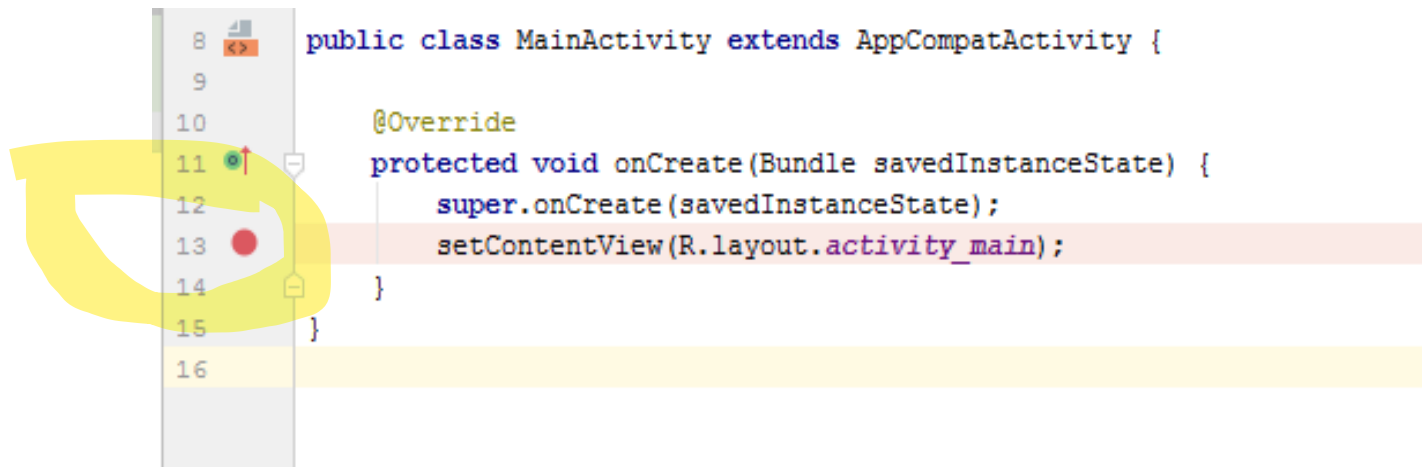 8 <> public class MainActivity extends AppCompatActivity {
9
10 @Override
11 protected void onCreate(Bundle savedInstanceState) {
12 super.onCreate(savedInstanceState);
13 setContentView(R.layout.activity_main);
14 }
15 }
16